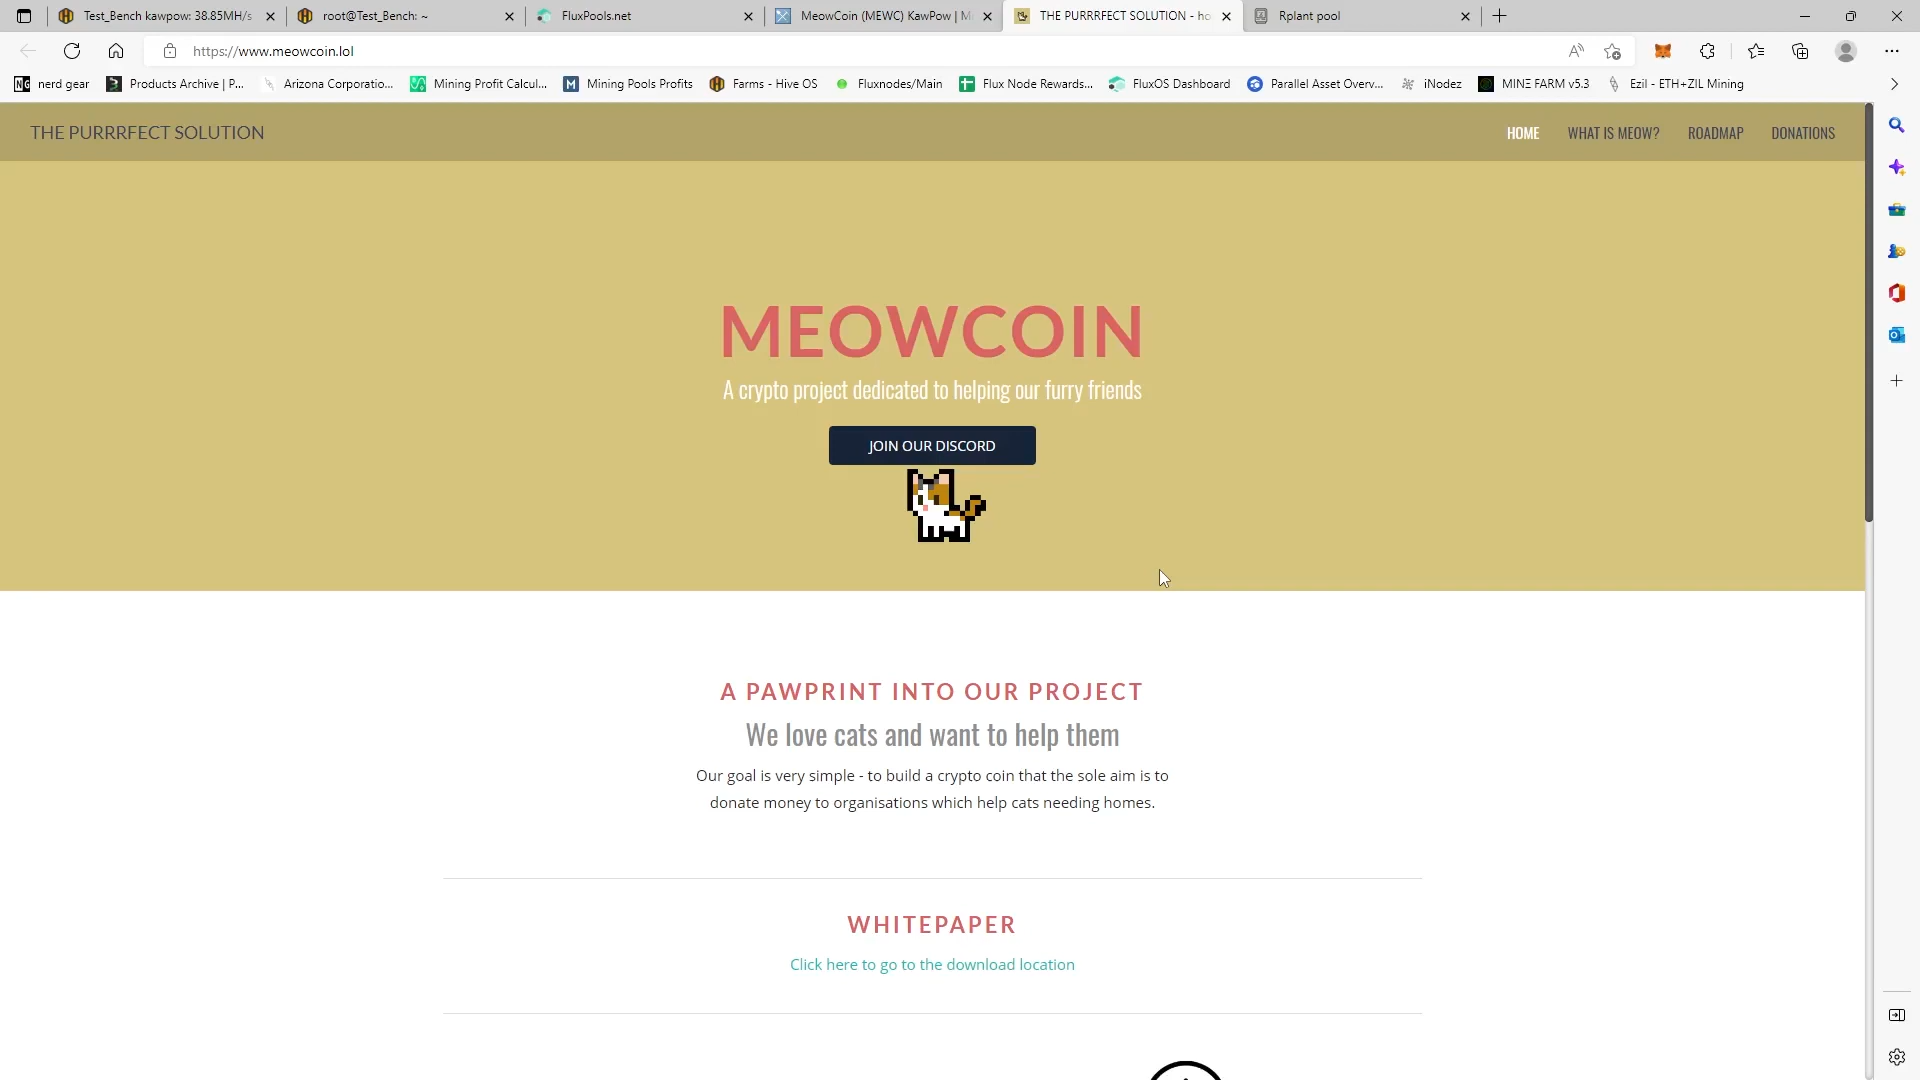 Test_Bench kawpow: 38.85MH/s
root@Test_Bench: ~
FluxPools.net
MeowCoin (MEWC) KawPow | M
THE PURRRFECT SOLUTION - ho
Rplant pool
https://www.meowcoin.lol
nerd gear
Products Archive | P...
Arizona Corporatio...
Mining Profit Calcul...
Mining Pools Profits
Farms - Hive OS
Fluxnodes/Main
Flux Node Rewards...
FluxOS Dashboard
Parallel Asset Overv...
iNodez
MINE FARM v5.3
Ezil - ETH+ZIL Mining
THE PURRRFECT SOLUTION
HOME
WHAT IS MEOW?
ROADMAP
DONATIONS
MEOWCOIN
A crypto project dedicated to helping our furry friends
JOIN OUR DISCORD
A PAWPRINT INTO OUR PROJECT
We love cats and want to help them
Our goal is very simple - to build a crypto coin that the sole aim is to
donate money to organisations which help cats needing homes.
WHITEPAPER
Click here to go to the download location